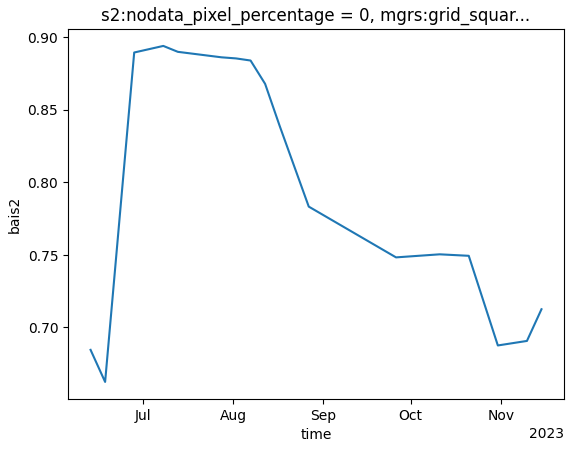 s2:nodata_pixel_percentage = 0, mgrs:grid_squar...
0.90
0.85
0.80
0.75
0.70
bais2
Jul Aug Sep Oct Nov
time
2023